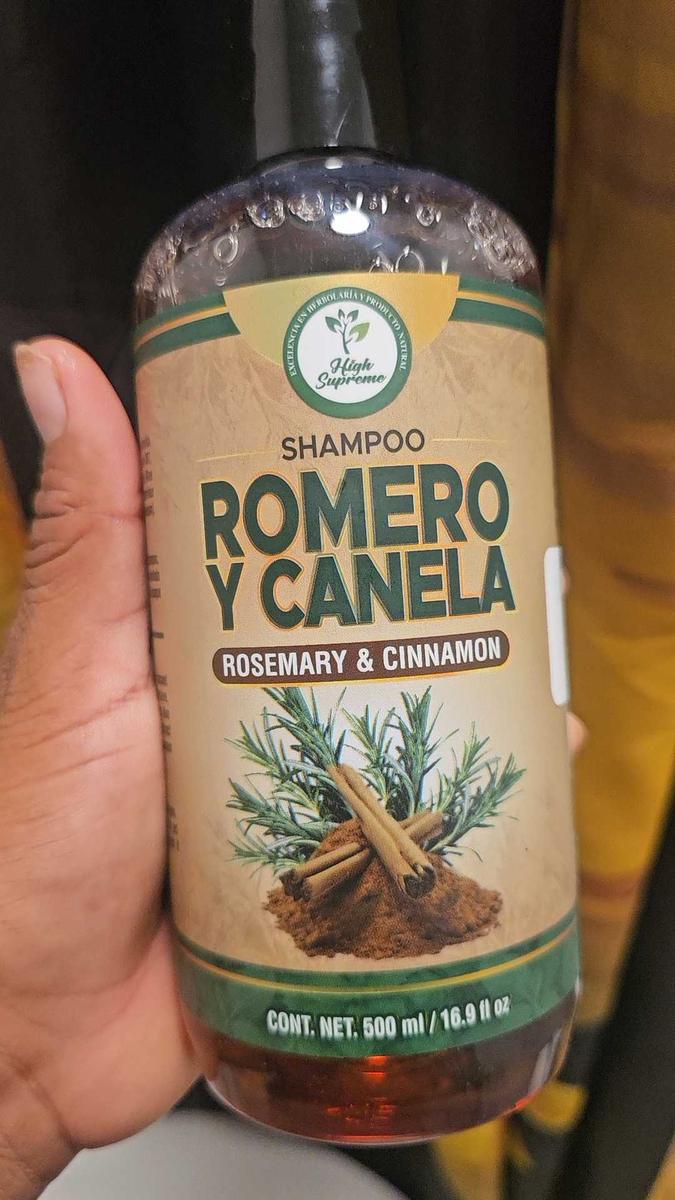 EXCELENCIA EN HERBOLARÍA Y PRODUCTO NATURAL
High
Supreme
SHAMPOO
ROMERO
Y CANELA
ROSEMARY & CINNAMON
CONT. NET. 500 ml / 16.9 fl oz